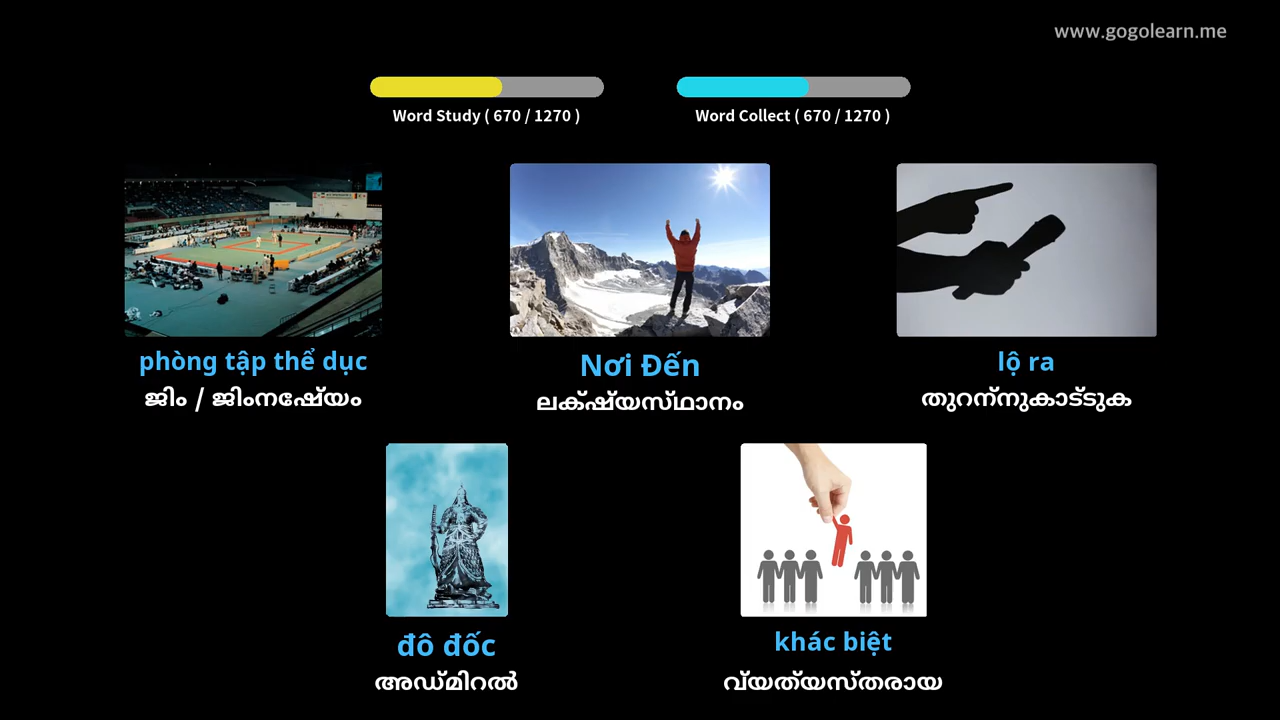 www.gogolearn.me
Word Study ( 670 / 1270 )
Word Collect ( 670 / 1270 )
phòng tập thể dục
ജിം / ജിംനഷ്യേം
Nơi Đến
ലക്ഷ്യസ്ഥാനം
lộ ra
തുറന്നുകാട്ടുക
đô đốc
അഡ്മിറൽ
khác biệt
വ്യത്യസ്തരായ